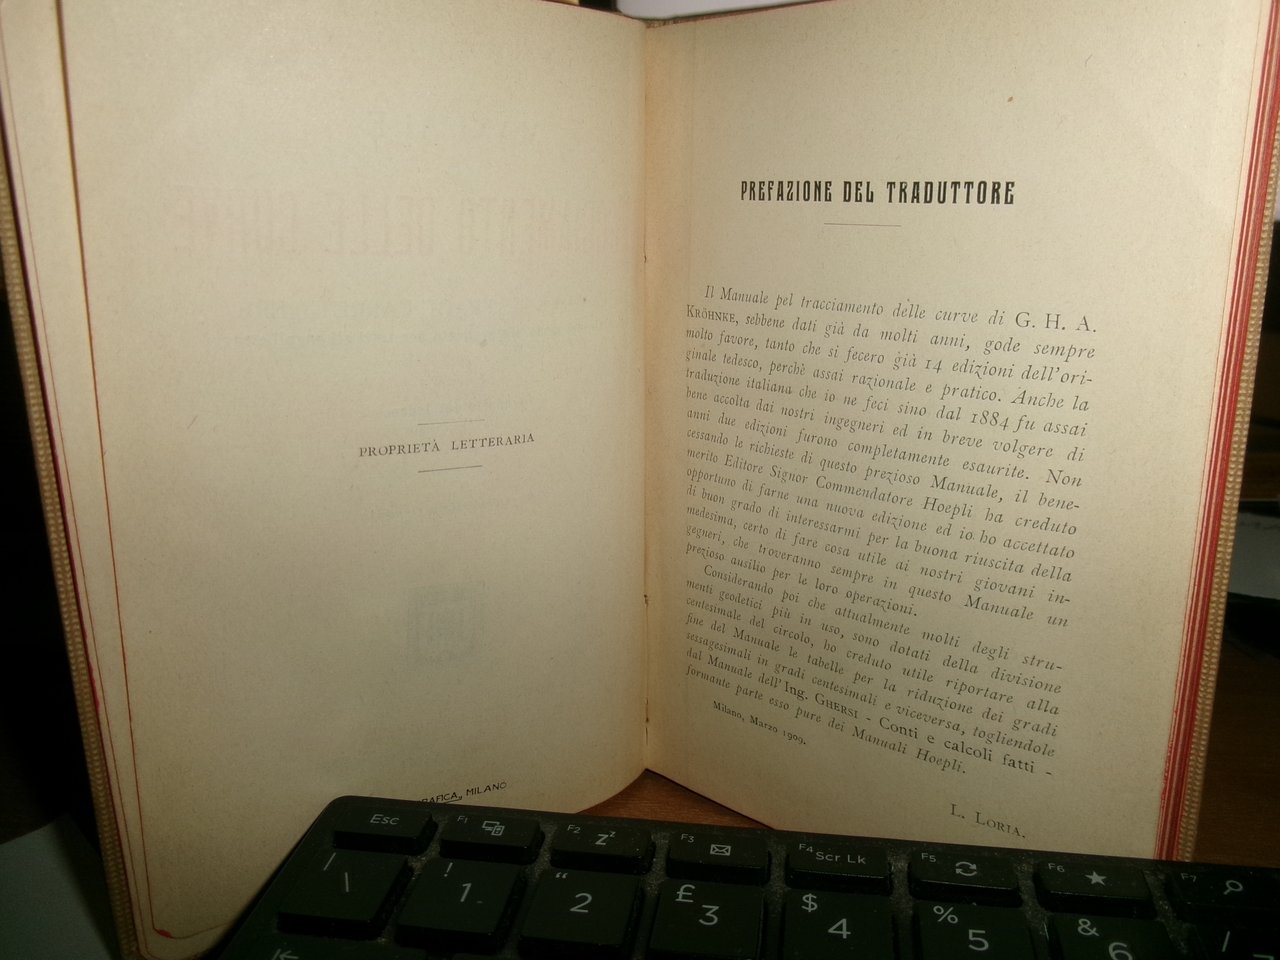 PROPRIETÀ LETTERARIA
MILANO
PREFAZIONE DEL TRADUTTORE
Il Manuale pel tracciamento delle curve di G. H. A.
KRÖHNKE, sebbene dati già da molti anni, gode sempre
molto favore, tanto che si fecero già 14 edizioni dell'ori-
ginale tedesco, perchè assai razionale e pratico. Anche la
traduzione italiana che io ne feci sino dal 1884 fu assai
bene accolta dai nostri ingegneri ed in breve volgere di
anni due edizioni furono completamente esaurite. Non
cessando le richieste di questo prezioso Manuale, il bene-
merito Editore Signor Commendatore Hoepli ha creduto
opportuno di farne una nuova edizione ed io ho accettato
di buon grado di interessarmi per la buona riuscita della
medesima, certo di fare cosa utile ai nostri giovani in-
gegneri, che troveranno sempre in questo Manuale un
prezioso ausilio per le loro operazioni.
Considerando poi che attualmente molti degli stru-
menti geodetici più in uso, sono dotati della divisione
centesimale del circolo, ho creduto utile riportare alla
fine del Manuale le tabelle per la riduzione dei gradi
sessagesimali in gradi centesimali e viceversa, togliendole
dal Manuale dell'Ing. GHERSI - Conti e calcoli fatti -
formante parte esso pure dei Manuali Hoepli.
Milano, Marzo 1909.
L. LORIA.
Esc F1 F2 Zz F3 F4 Scr Lk F5 F6 F7
| \ ! 1 " 2 £ 3 $ 4 % 5 & 6 / 7